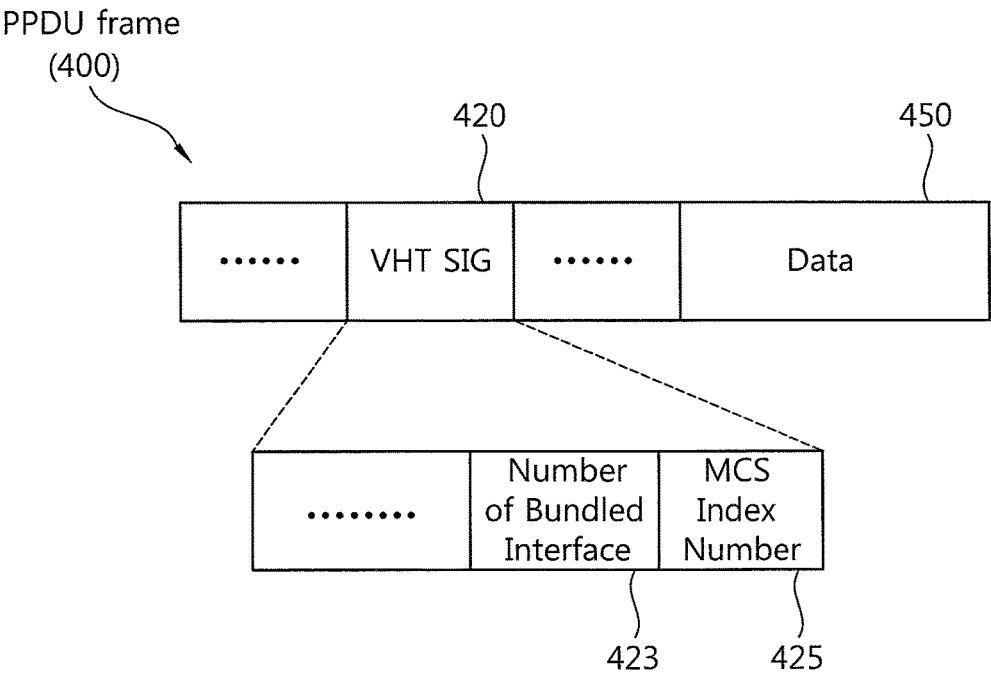 PPDU frame
(400)
420
450
...... VHT SIG ...... Data
........ Number of Bundled Interface MCS Index Number
423
425